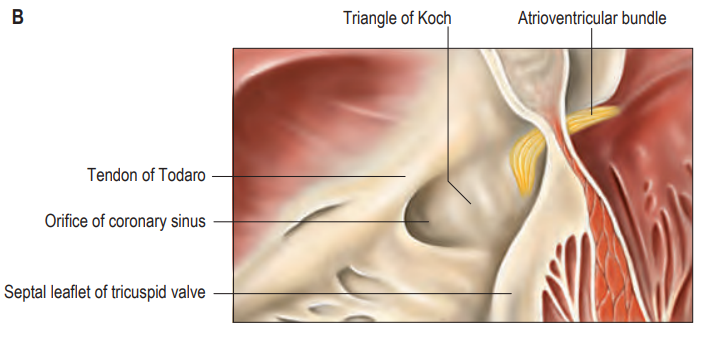 B
Triangle of Koch
Atrioventricular bundle
Tendon of Todaro
Orifice of coronary sinus
Septal leaflet of tricuspid valve